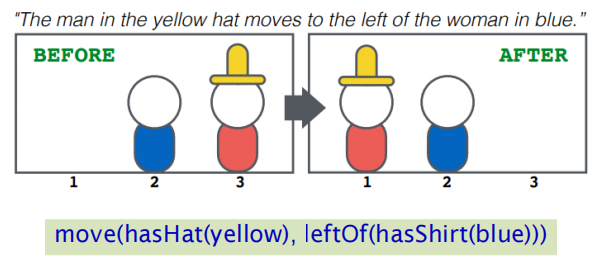 "The man in the yellow hat moves to the left of the woman in blue.”
BEFORE
AFTER
1 2 3
1 2 3
move(hasHat(yellow), leftOf(hasShirt(blue)))